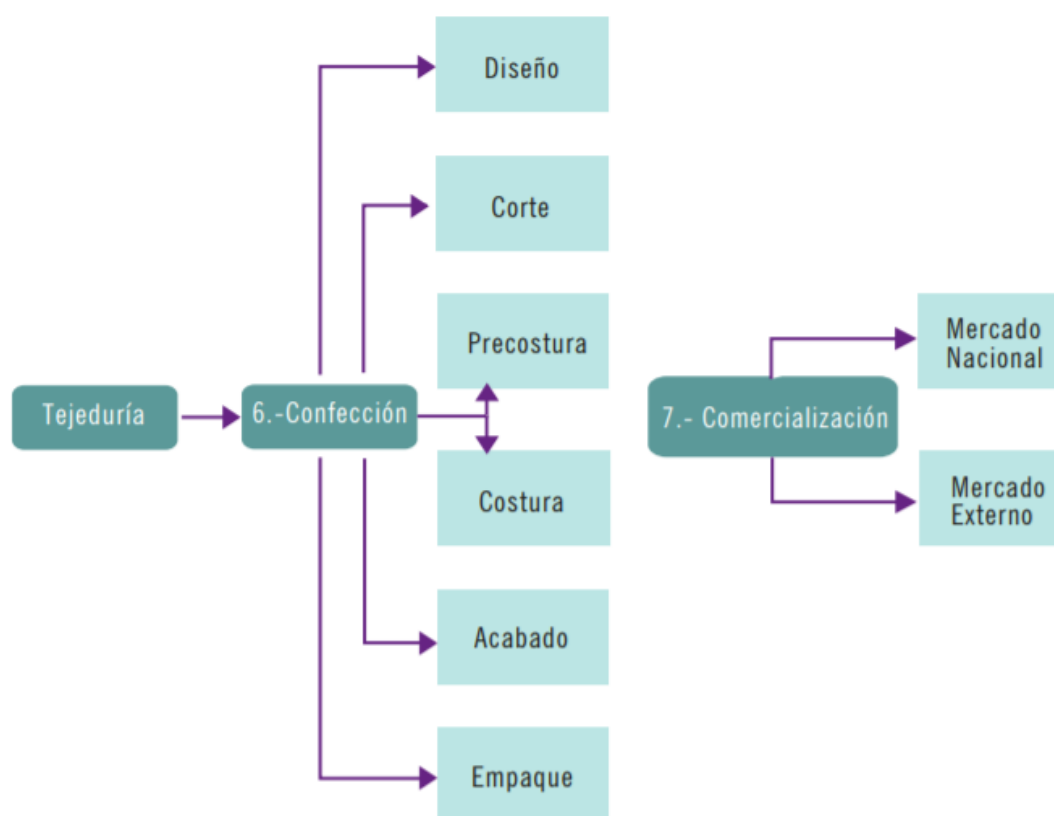 Diseño
Corte
Precostura
Tejeduría
6.-Confección
Costura
Acabado
Empaque
7.- Comercialización
Mercado
Nacional
Mercado
Externo